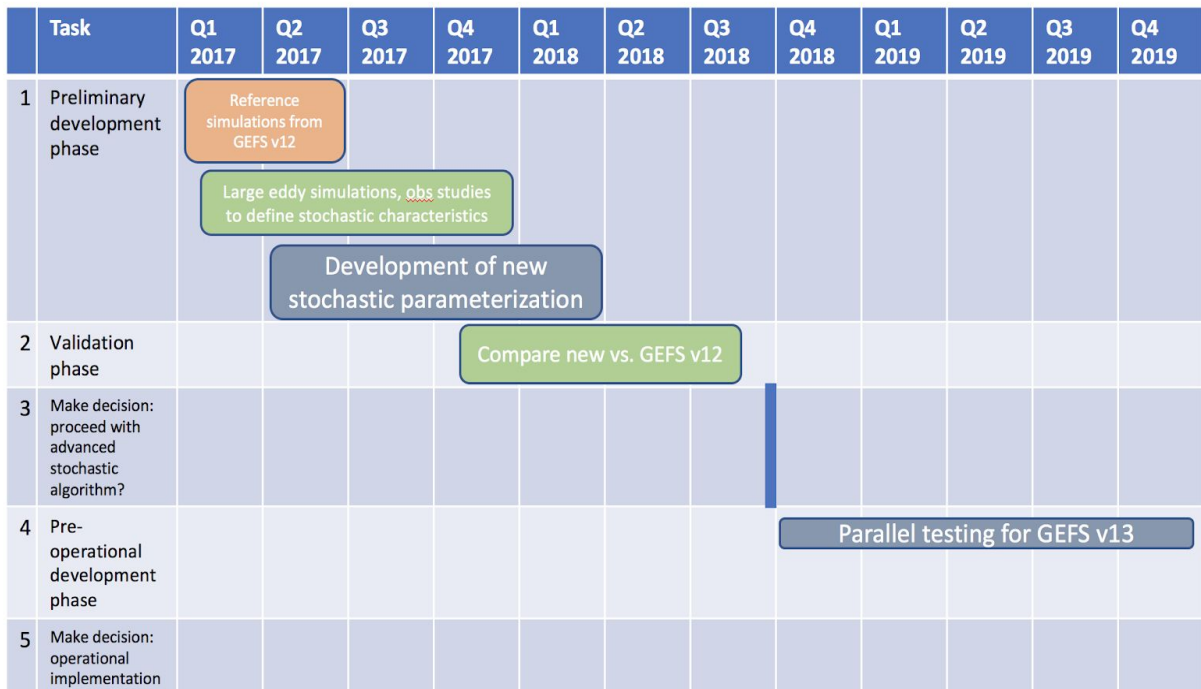 Task
Q1
2017
Q2
2017
Q3
2017
Q4
2017
Q1
2018
Q2
2018
Q3
2018
Q4
2018
Q1
2019
Q2
2019
Q3
2019
Q4
2019
1
Preliminary
development
phase
Reference
simulations from
GEFS v12
Large eddy simulations, obs studies
to define stochastic characteristics
Development of new
stochastic parameterization
2
Validation
phase
Compare new vs. GEFS v12
3
Make decision:
proceed with
advanced
stochastic
algorithm?
4
Pre-
operational
development
phase
Parallel testing for GEFS v13
5
Make decision:
operational
implementation